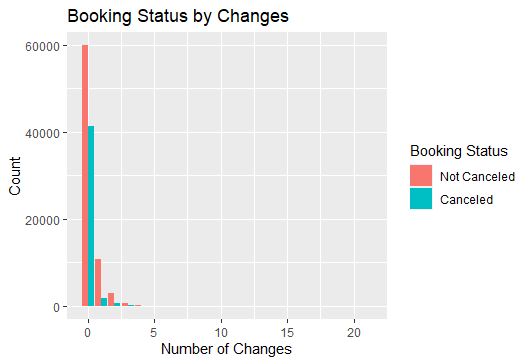 Booking Status by Changes
60000
40000
20000
0
Count
0 5 10 15 20
Number of Changes
Booking Status
Not Canceled
Canceled